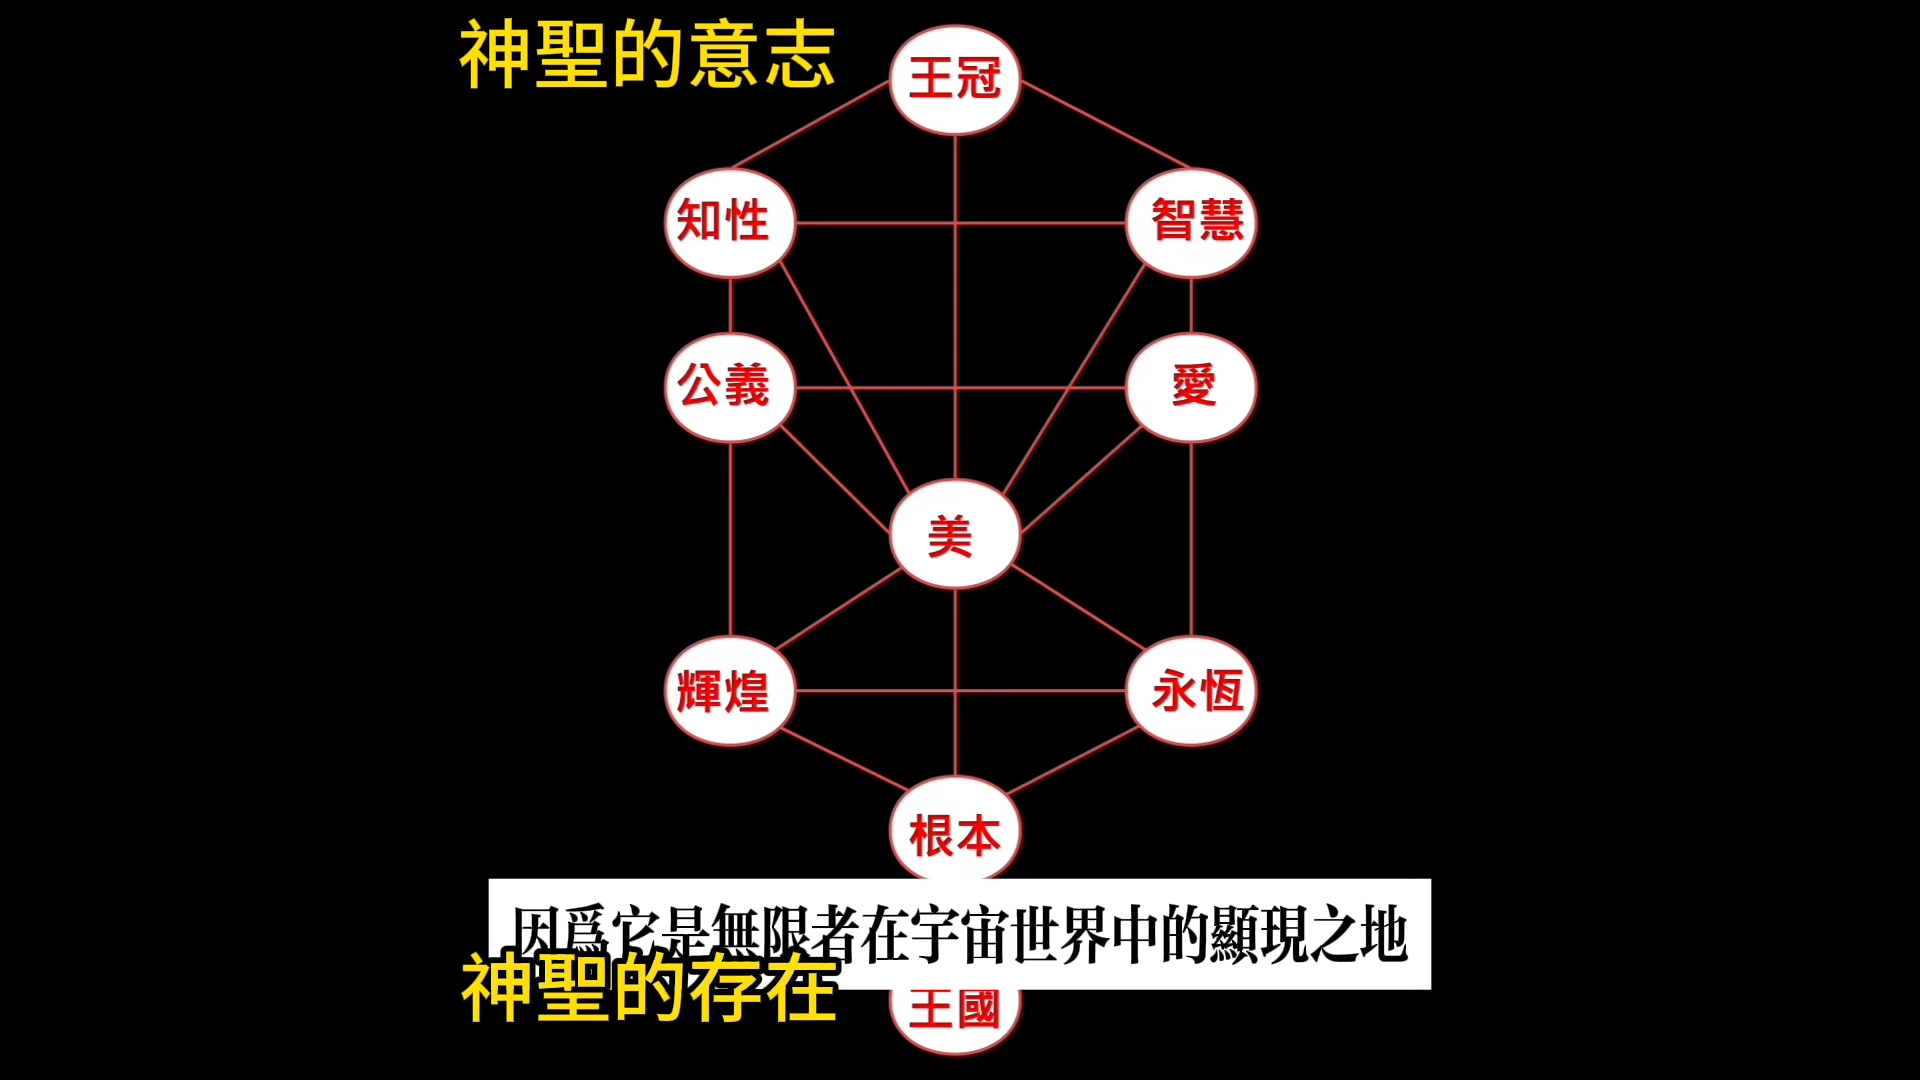 神聖的意志
王冠
知性
智慧
公義
愛
美
輝煌
永恆
根本
因爲它是無限者在宇宙世界中的顯現之地
神聖的存在
王國